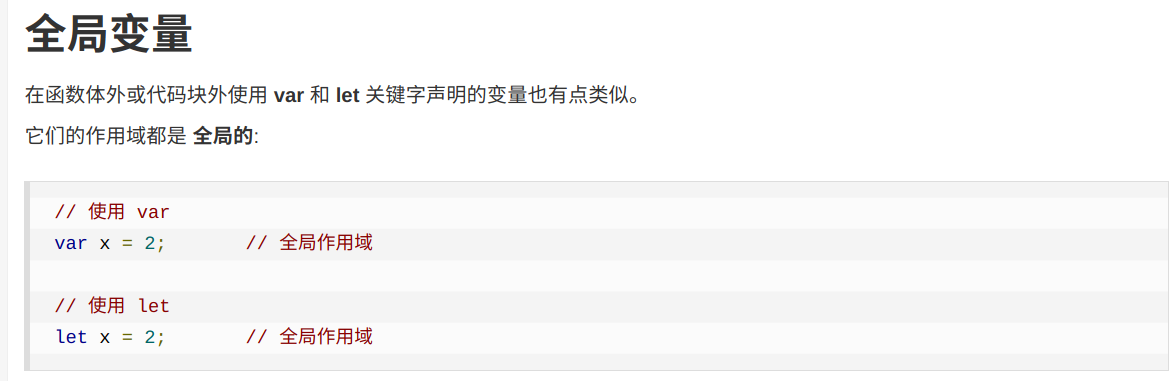 全局变量
在函数体外或代码块外使用 var 和 let 关键字声明的变量也有点类似。
它们的作用域都是 全局的:
// 使用 var
var x = 2;       // 全局作用域
// 使用 let
let x = 2;       // 全局作用域